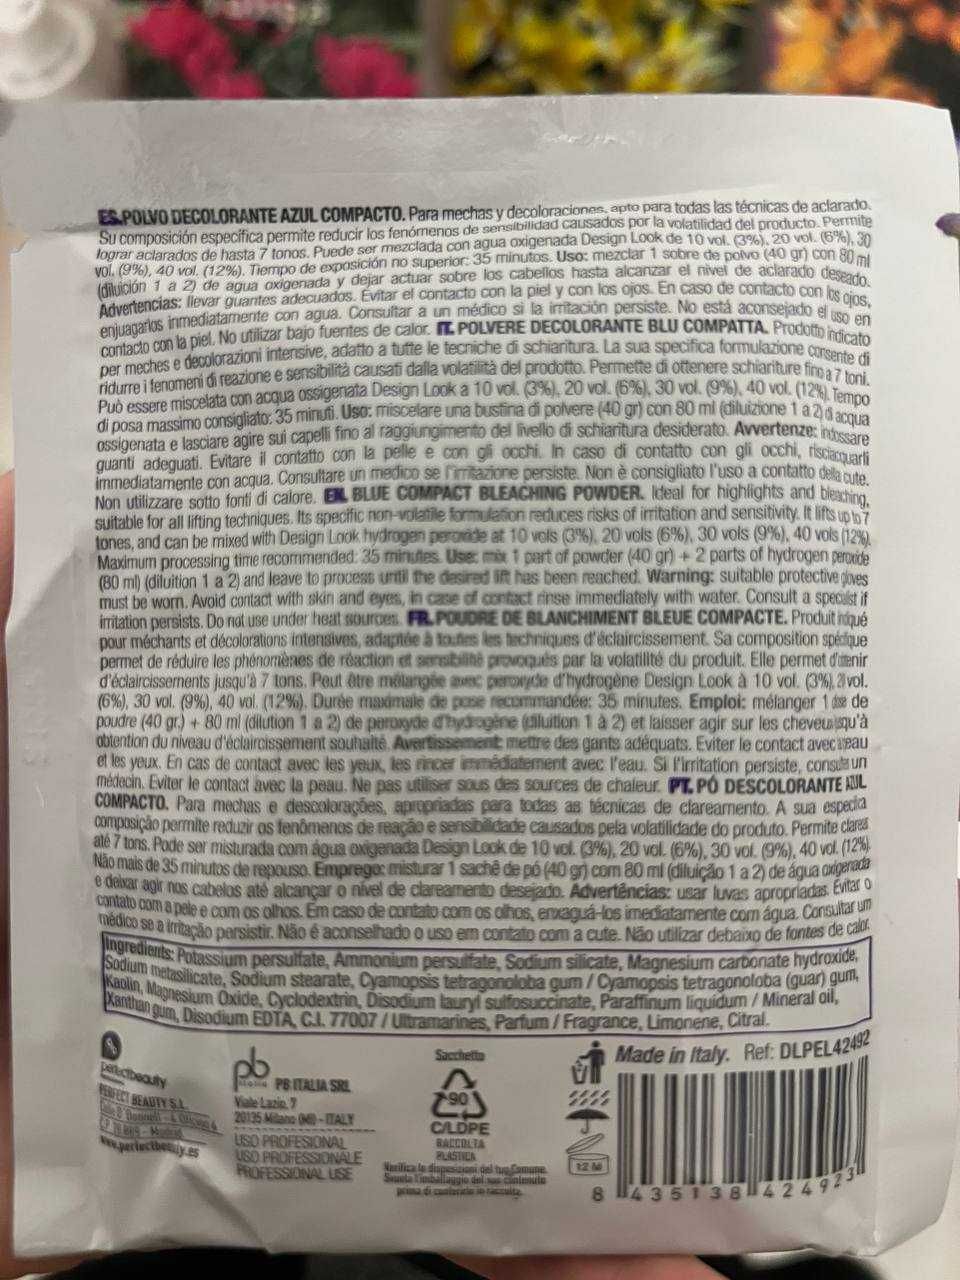 ES. POLVO DECOLORANTE AZUL COMPACTO. Para mechas y decoloraciones, apto para todas las técnicas de aclarado.
Su composición específica permite reducir los fenómenos de sensibilidad causados por la volatilidad del producto. Permite
lograr aclarados de hasta 7 tonos. Puede ser mezclada con agua oxigenada Design Look de 10 vol. (3%), 20 vol. (6%), 30
vol. (9%), 40 vol. (12%). Tiempo de exposición no superior: 35 minutos. Uso: mezclar 1 sobre de polvo (40 gr) con 80 ml
(diluición 1 a 2) de agua oxigenada y dejar actuar sobre los cabellos hasta alcanzar el nivel de aclarado deseado.
Advertencias: llevar guantes adecuados. Evitar el contacto con la piel y con los ojos. En caso de contacto con los ojos,
enjuagarlos inmediatamente con agua. Consultar a un médico si la irritación persiste. No está aconsejado el uso en
contacto con la piel. No utilizar bajo fuentes de calor. IT. POLVERE DECOLORANTE BLU COMPATTA. Prodotto indicato
per meches e decolorazioni intensive, adatto a tutte le tecniche di schiaritura. La sua specifica formulazione consente di
ridurre i fenomeni di reazione e sensibilità causati dalla volatilità del prodotto. Permette di ottenere schiariture fino a 7 toni.
Può essere miscelata con acqua ossigenata Design Look a 10 vol. (3%), 20 vol. (6%), 30 vol. (9%), 40 vol. (12%). Tempo
di posa massimo consigliato: 35 minuti. Uso: miscelare una bustina di polvere (40 gr) con 80 ml (diluizione 1 a 2) di acqua
ossigenata e lasciare agire sui capelli fino al raggiungimento del livello di schiaritura desiderato. Avvertenze: indossare
guanti adeguati. Evitare il contatto con la pelle e con gli occhi. In caso di contatto con gli occhi, risciacquarli
immediatamente con acqua. Consultare un medico se l'irritazione persiste. Non è consigliato l'uso a contatto della cute.
Non utilizzare sotto fonti di calore. EN. BLUE COMPACT BLEACHING POWDER. Ideal for highlights and bleaching,
suitable for all lifting techniques. Its specific non-volatile formulation reduces risks of irritation and sensitivity. It lifts up to 7
tones, and can be mixed with Design Look hydrogen peroxide at 10 vols (3%), 20 vols (6%), 30 vols (9%), 40 vols (12%).
Maximum processing time recommended: 35 minutes. Use: mix 1 part of powder (40 gr) + 2 parts of hydrogen peroxide
(80 ml) (diluition 1 a 2) and leave to process until the desired lift has been reached. Warning: suitable protective gloves
must be worn. Avoid contact with skin and eyes, in case of contact rinse immediately with water. Consult a specialist if
irritation persists. Do not use under heat sources. FR. POUDRE DE BLANCHIMENT BLEUE COMPACTE. Produit indiqué
pour méchants et décolorations intensives, adaptée à toutes les techniques d'éclaircissement. Sa composition spécifique
permet de réduire les phénomènes de réaction et sensibilité provoqués par la volatilité du produit. Elle permet d'obtenir
d'éclaircissements jusqu'à 7 tons. Peut être mélangée avec peroxyde d'hydrogène Design Look à 10 vol. (3%), 20 vol.
(6%), 30 vol. (9%), 40 vol. (12%). Durée maximale de pose recommandée: 35 minutes. Emploi: mélanger 1 dose de
poudre (40 gr.) + 80 ml (dilution 1 a 2) de peroxyde d'hydrogène (diluition 1 à 2) et laisser agir sur les cheveux jusqu'à
obtention du niveau d'éclaircissement souhaité. Avertissement: mettre des gants adéquats. Eviter le contact avec la peau
et les yeux. En cas de contact avec les yeux, les rincer immédiatement avec l'eau. Si l'irritation persiste, consulter un
médecin. Eviter le contact avec la peau. Ne pas utiliser sous des sources de chaleur. PT. PÓ DESCOLORANTE AZUL
COMPACTO. Para mechas e descolorações, apropriadas para todas as técnicas de clareamento. A sua específica
composição permite reduzir os fenômenos de reação e sensibilidade causados pela volatilidade do produto. Permite clarear
até 7 tons. Pode ser misturada com água oxigenada Design Look de 10 vol. (3%), 20 vol. (6%), 30 vol. (9%), 40 vol. (12%).
Não mais de 35 minutos de repouso. Emprego: misturar 1 sachê de pó (40 gr) com 80 ml (diluição 1 a 2) de água oxigenada
e deixar agir nos cabelos até alcançar o nível de clareamento desejado. Advertências: usar luvas apropriadas. Evitar o
contato com a pele e com os olhos. Em caso de contato com os olhos, enxaguá-los imediatamente com água. Consultar um
médico se a irritação persistir. Não é aconselhado o uso em contato com a cute. Não utilizar debaixo de fontes de calor.
Ingredients: Potassium persulfate, Ammonium persulfate, Sodium silicate, Magnesium carbonate hydroxide,
Sodium metasilicate, Sodium stearate, Cyamopsis tetragonoloba gum / Cyamopsis tetragonoloba (guar) gum,
Kaolin, Magnesium Oxide, Cyclodextrin, Disodium lauryl sulfosuccinate, Paraffinum liquidum / Mineral oil,
Xanthan gum, Disodium EDTA, C.I. 77007 / Ultramarines, Parfum / Fragrance, Limonene, Citral.
perfectbeauty
PERFECT BEAUTY S.L.
www.perfectbeauty.es
pb
italia
PB ITALIA SRL
Viale Lazio, 7
20135 Milano (MI) - ITALY
USO PROFESIONAL
USO PROFESSIONALE
PROFESSIONAL USE
Sacchetto
90
C/LDPE
RACCOLTA
PLASTICA
Verifica le disposizioni del tuo Comune.
Svuota l'imballaggio del suo contenuto
prima di conferirlo in raccolta.
12 M
Made in Italy. Ref: DLPEL42492
8 435138 424923